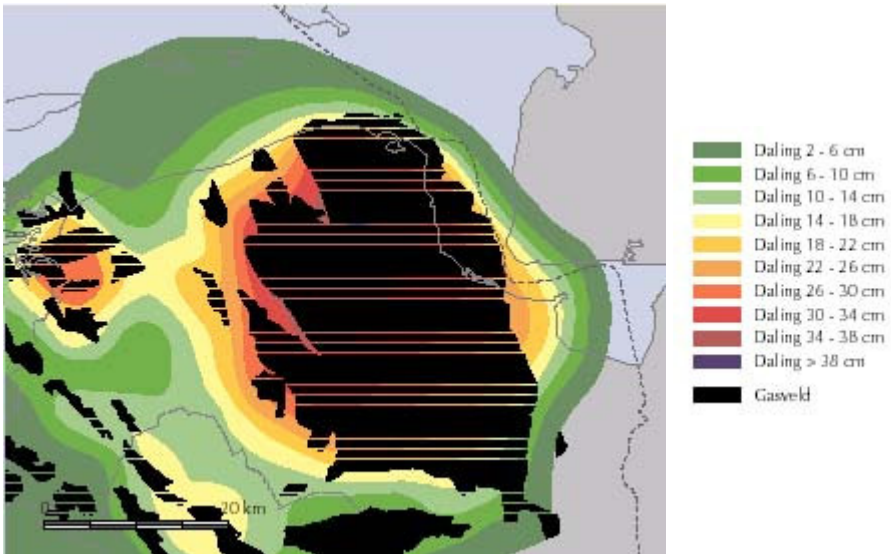 Daling 2 - 6 cm
Daling 6 - 10 cm
Daling 10 - 14 cm
Daling 14 - 18 cm
Daling 18 - 22 cm
Daling 22 - 26 cm
Daling 26 - 30 cm
Daling 30 - 34 cm
Daling 34 - 38 cm
Daling > 38 cm
Gasveld
0 20 km